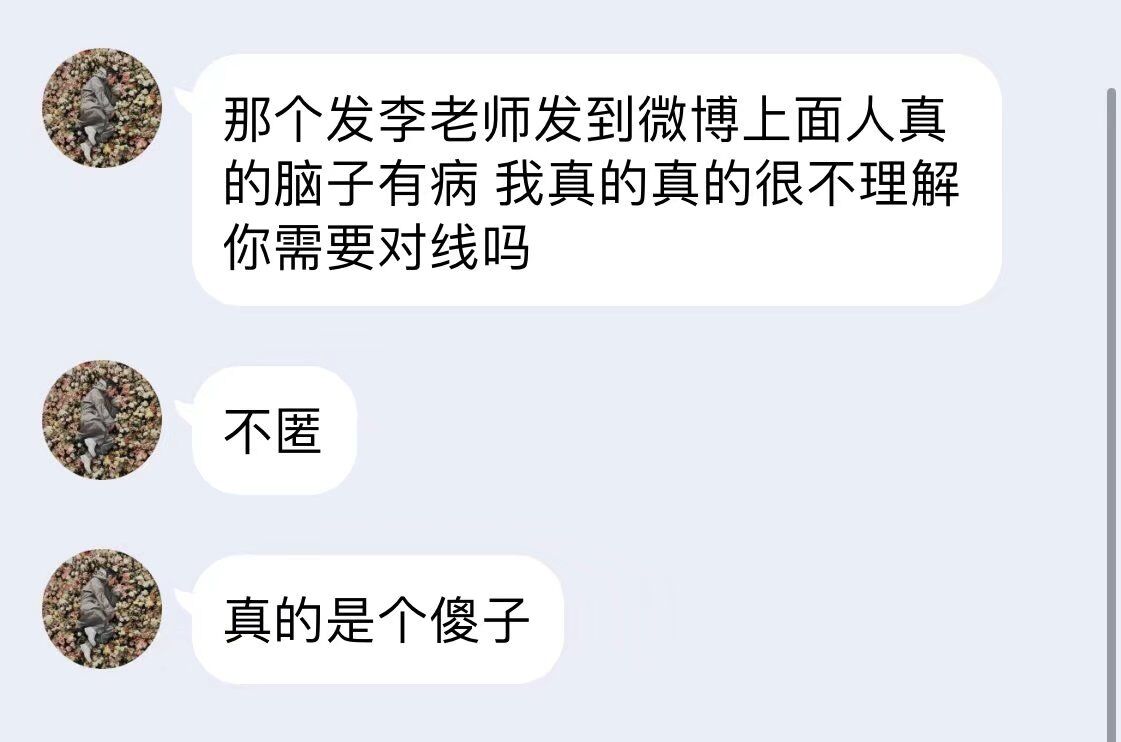 那个发李老师发到微博上面人真
的脑子有病 我真的真的很不理解
你需要对线吗
不匿
真的是个傻子